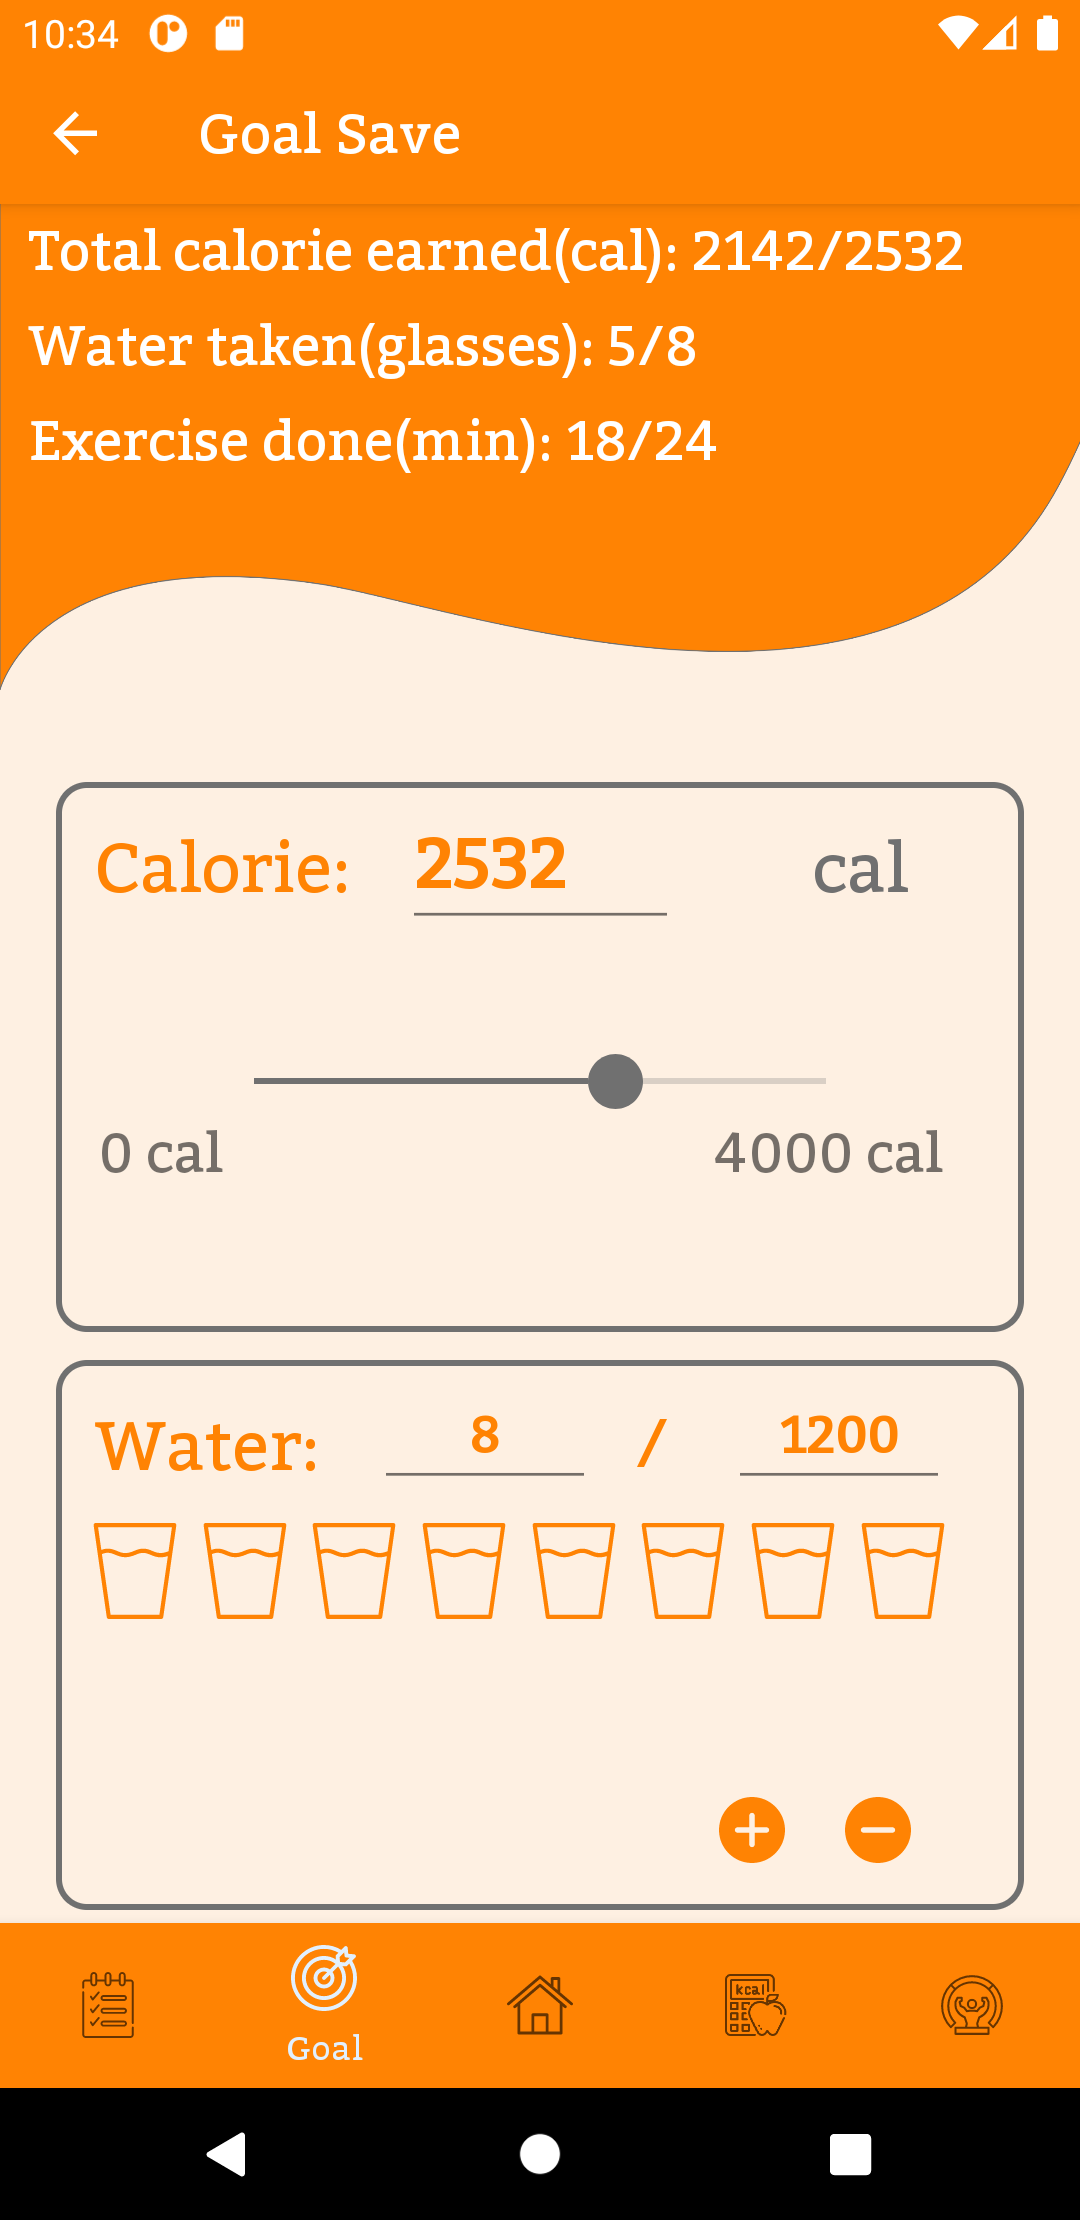 10:34
Goal Save
Total calorie earned(cal): 2142/2532
Water taken(glasses): 5/8
Exercise done(min): 18/24
Calorie: 2532 cal
0 cal 4000 cal
Water: 8 / 1200
kcal
Goal